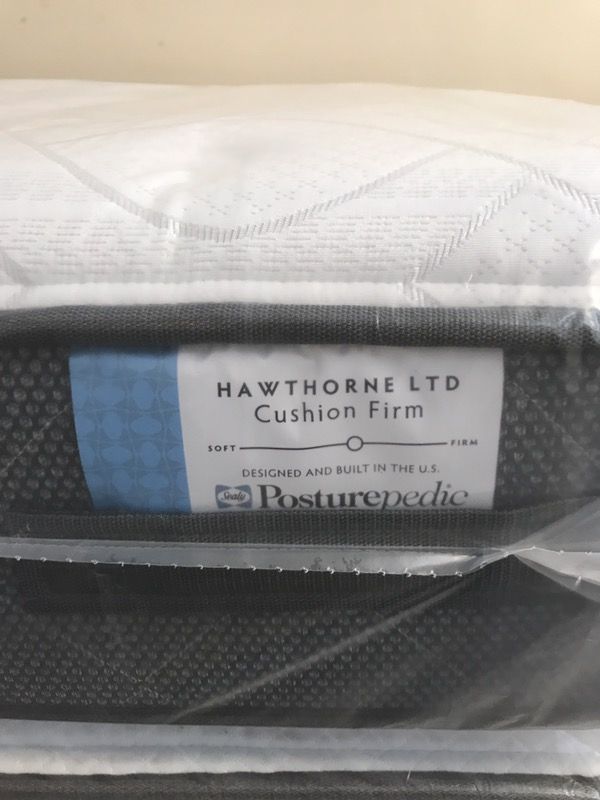 HAWTHORNE LTD
Cushion Firm
SOFT FIRM
DESIGNED AND BUILT IN THE U.S.
Sealy Posturepedic